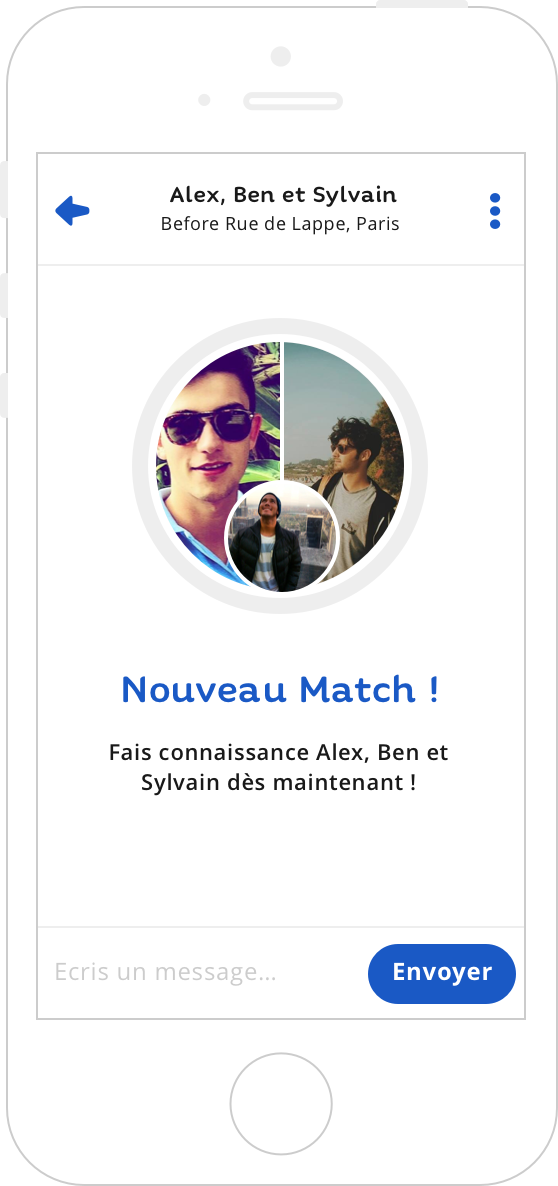 Alex, Ben et Sylvain
Before Rue de Lappe, Paris
Nouveau Match !
Fais connaissance Alex, Ben et
Sylvain dès maintenant !
Ecris un message...
Envoyer